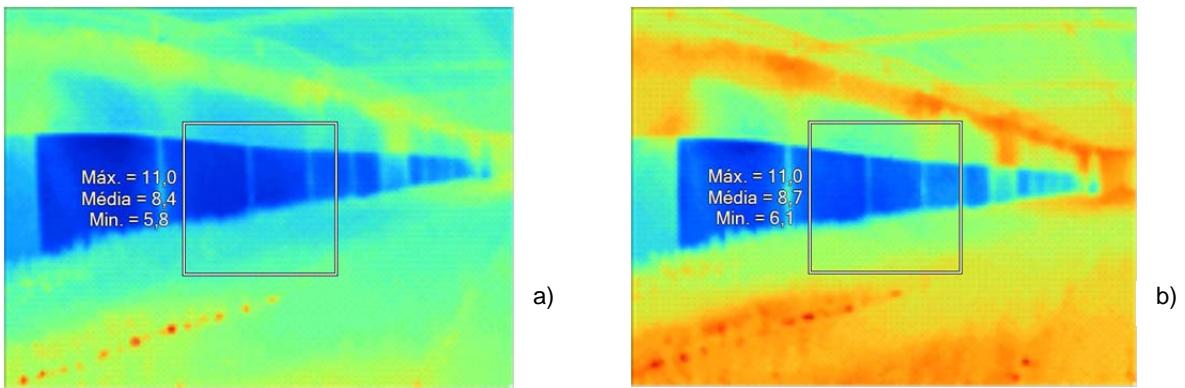 Máx. = 11,0
Média = 8,4
Min. = 5,8
a)
Máx. = 11,0
Média = 8,7
Min. = 6,1
b)